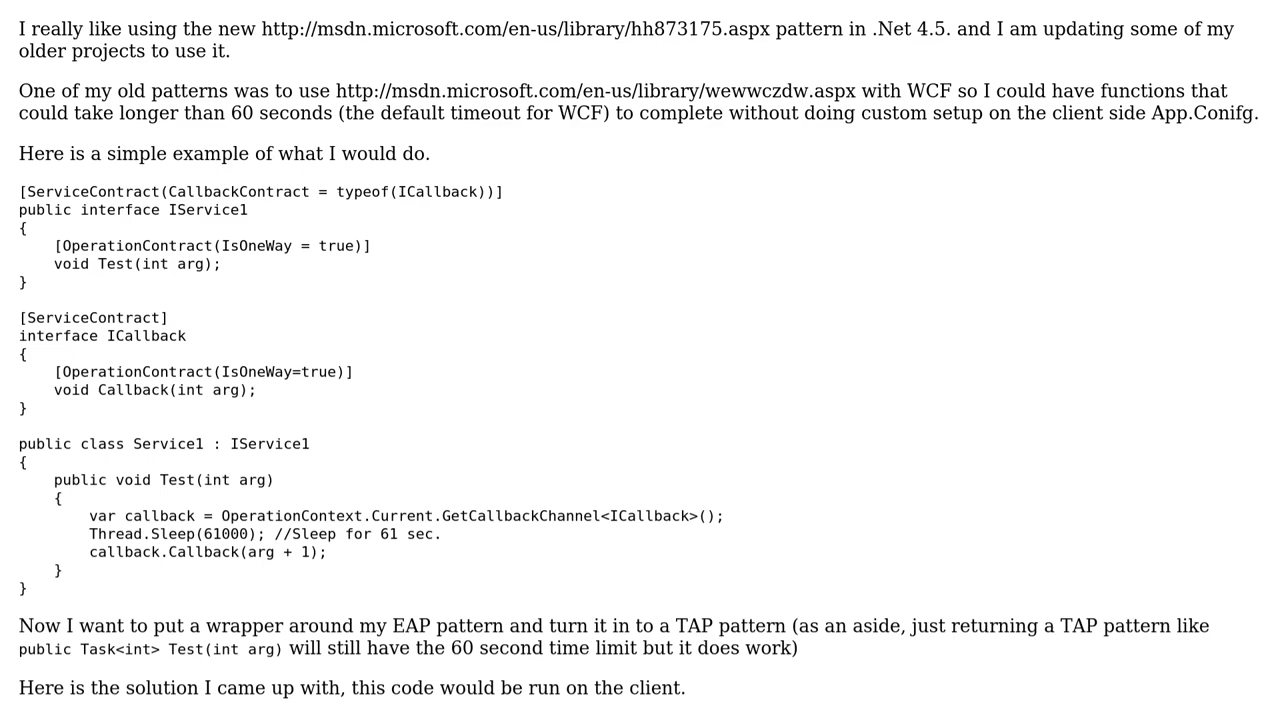 I really like using the new http://msdn.microsoft.com/en-us/library/hh873175.aspx pattern in .Net 4.5. and I am updating some of my
older projects to use it.
One of my old patterns was to use http://msdn.microsoft.com/en-us/library/wewwczdw.aspx with WCF so I could have functions that
could take longer than 60 seconds (the default timeout for WCF) to complete without doing custom setup on the client side App.Conifg.
Here is a simple example of what I would do.
[ServiceContract(CallbackContract = typeof(ICallback))]
public interface IService1
{
    [OperationContract(IsOneWay = true)]
    void Test(int arg);
}
[ServiceContract]
interface ICallback
{
    [OperationContract(IsOneWay=true)]
    void Callback(int arg);
}
public class Service1 : IService1
{
    public void Test(int arg)
    {
        var callback = OperationContext.Current.GetCallbackChannel<ICallback>();
        Thread.Sleep(61000); //Sleep for 61 sec.
        callback.Callback(arg + 1);
    }
}
Now I want to put a wrapper around my EAP pattern and turn it in to a TAP pattern (as an aside, just returning a TAP pattern like
public Task<int> Test(int arg) will still have the 60 second time limit but it does work)
Here is the solution I came up with, this code would be run on the client.